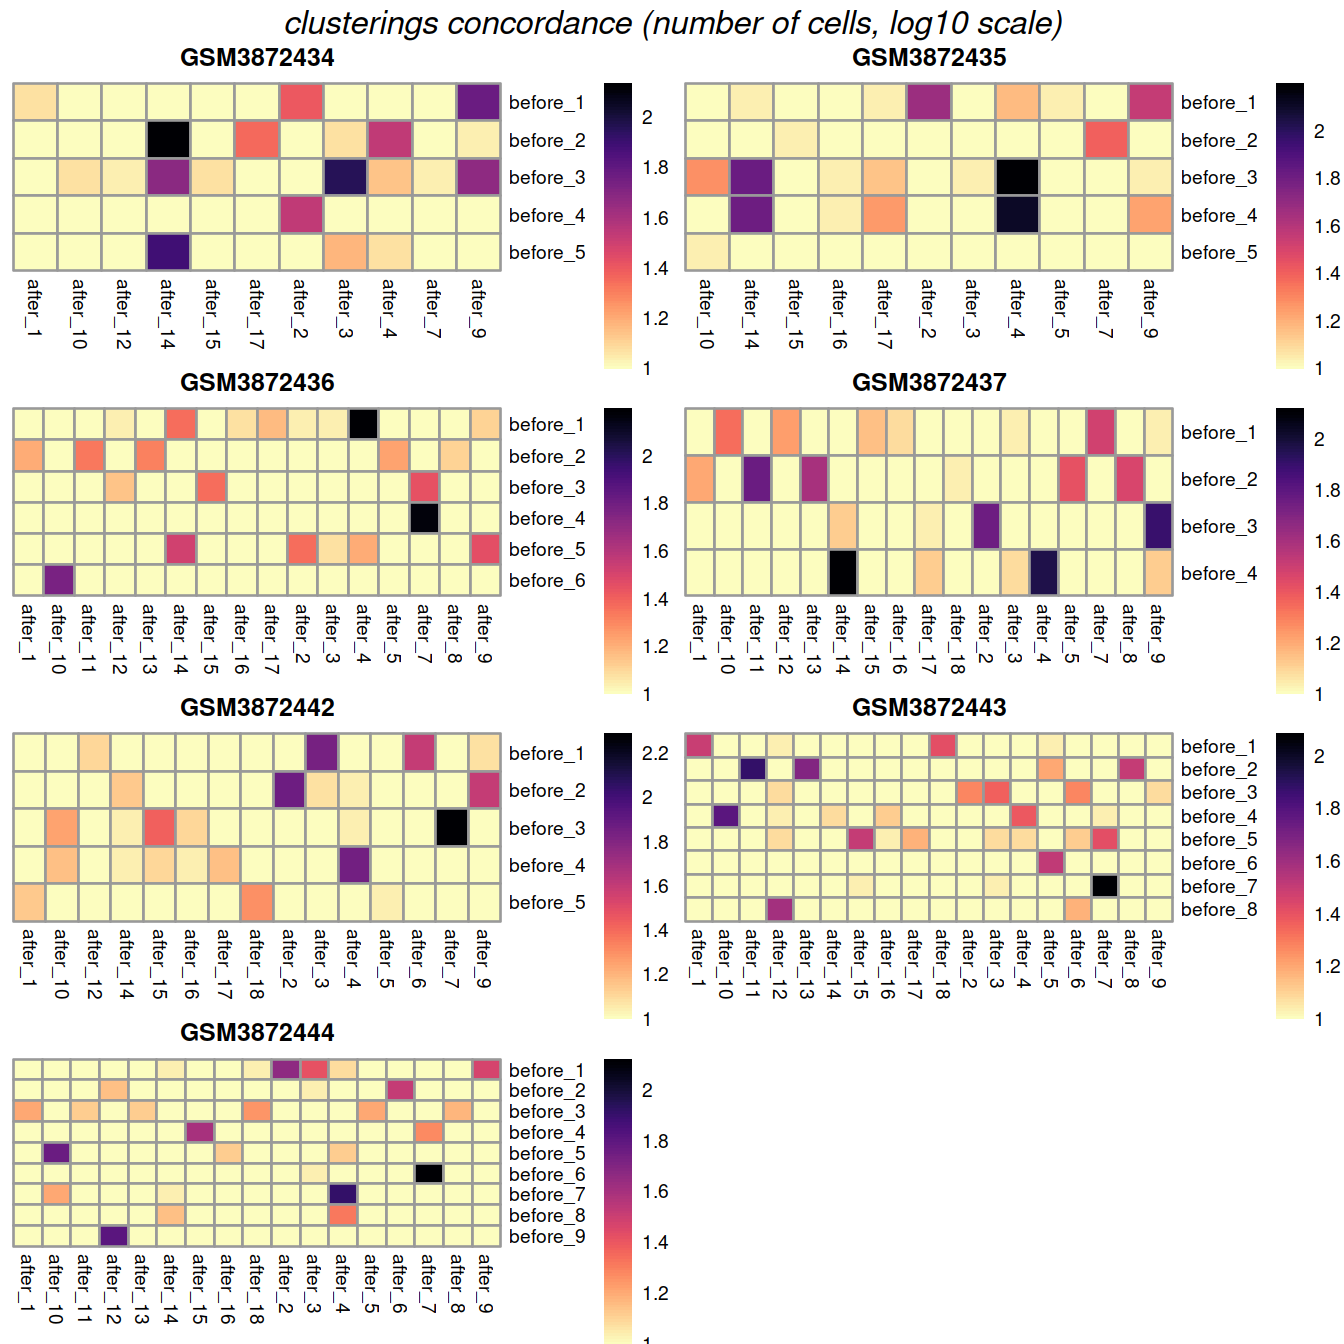 clusterings concordance (number of cells, log10 scale)
GSM3872434
before_1
before_2
before_3
before_4
before_5
after_1
after_10
after_12
after_14
after_15
after_17
after_2
after_3
after_4
after_7
after_9
2
1.8
1.6
1.4
1.2
1
GSM3872435
before_1
before_2
before_3
before_4
before_5
after_10
after_14
after_15
after_16
after_17
after_2
after_3
after_4
after_5
after_7
after_9
2
1.8
1.6
1.4
1.2
1
GSM3872436
before_1
before_2
before_3
before_4
before_5
before_6
after_1
after_10
after_11
after_12
after_13
after_14
after_15
after_16
after_17
after_2
after_3
after_4
after_5
after_7
after_8
after_9
2
1.8
1.6
1.4
1.2
1
GSM3872437
before_1
before_2
before_3
before_4
after_1
after_10
after_11
after_12
after_13
after_14
after_15
after_16
after_17
after_18
after_2
after_3
after_4
after_5
after_7
after_8
after_9
2
1.8
1.6
1.4
1.2
1
GSM3872442
before_1
before_2
before_3
before_4
before_5
after_1
after_10
after_12
after_14
after_15
after_16
after_17
after_18
after_2
after_3
after_4
after_5
after_6
after_7
after_9
2.2
2
1.8
1.6
1.4
1.2
1
GSM3872443
before_1
before_2
before_3
before_4
before_5
before_6
before_7
before_8
after_1
after_10
after_11
after_12
after_13
after_14
after_15
after_16
after_17
after_18
after_2
after_3
after_4
after_5
after_6
after_7
after_8
after_9
2
1.8
1.6
1.4
1.2
1
GSM3872444
before_1
before_2
before_3
before_4
before_5
before_6
before_7
before_8
before_9
after_1
after_10
after_11
after_12
after_13
after_14
after_15
after_16
after_18
after_2
after_3
after_4
after_5
after_6
after_7
after_8
after_9
2
1.8
1.6
1.4
1.2
1